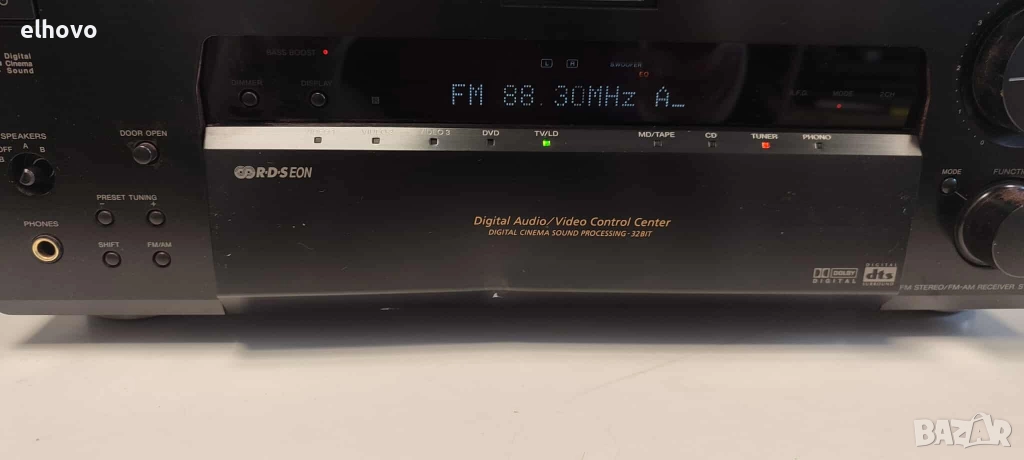 elhovo
Digital
Cinema
Sound
BASS BOOST
DIMMER
DISPLAY
L R
WOOFER
EQ
FM 88.30MHz A_
A.F.D.
MODE
2CH
SPEAKERS
OFF A B
B
DOOR OPEN
VIDEO 3
DVD
TV/LD
MD/TAPE
CD
TUNER
PHONO
R·D·S EON
MODE
FUNCTI
PRESET TUNING
- +
PHONES
SHIFT
FM/AM
Digital Audio/Video Control Center
DIGITAL CINEMA SOUND PROCESSING-32BIT
DOLBY
DIGITAL
DIGITAL
dts
SURROUND
FM STEREO/FM-AM RECEIVER S
BAZAR